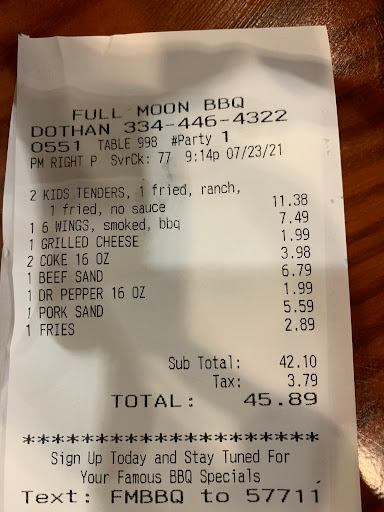 FULL MOON BBQ
DOTHAN 334-446-4322
0551 TABLE 998 #Party 1
PM RIGHT P SvrCk: 77 9:14p 07/23/21
2 KIDS TENDERS, 1 fried, ranch,
1 fried, no sauce 11.38
1 6 WINGS, smoked, bbq 7.49
1 GRILLED CHEESE 1.99
2 COKE 16 OZ 3.98
1 BEEF SAND 6.79
1 DR PEPPER 16 OZ 1.99
1 PORK SAND 5.59
1 FRIES 2.89
Sub Total: 42.10
Tax: 3.79
TOTAL: 45.89
********************
Sign Up Today and Stay Tuned For
Your Famous BBQ Specials
Text: FMBBQ to 57711